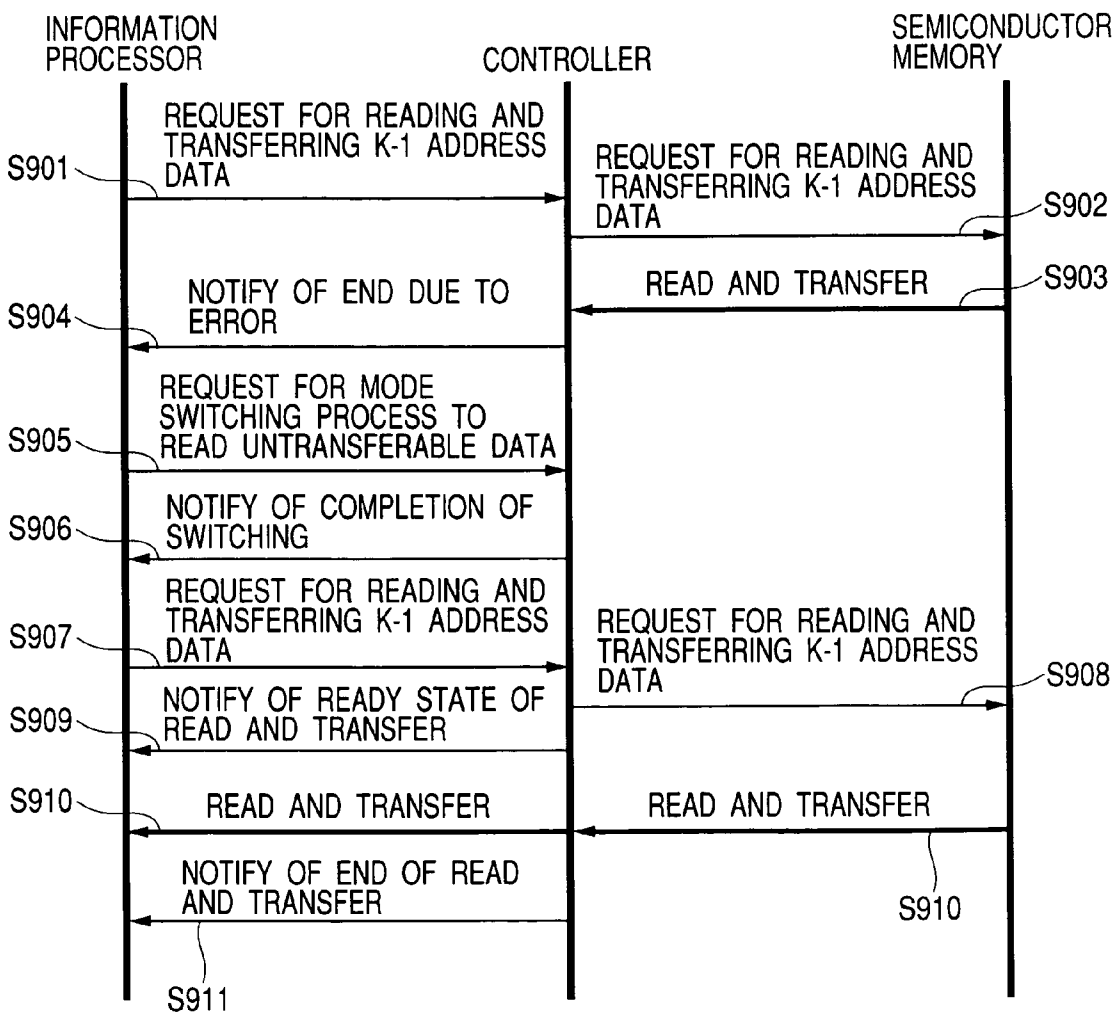 INFORMATION
PROCESSOR
CONTROLLER
SEMICONDUCTOR
MEMORY
REQUEST FOR READING AND
TRANSFERRING K-1 ADDRESS
DATA
S901
REQUEST FOR READING AND
TRANSFERRING K-1 ADDRESS
DATA
S902
READ AND TRANSFER
S903
NOTIFY OF END DUE TO
ERROR
S904
REQUEST FOR MODE
SWITCHING PROCESS TO
READ UNTRANSFERABLE DATA
S905
NOTIFY OF COMPLETION OF
SWITCHING
S906
REQUEST FOR READING AND
TRANSFERRING K-1 ADDRESS
DATA
S907
REQUEST FOR READING AND
TRANSFERRING K-1 ADDRESS
DATA
S908
NOTIFY OF READY STATE OF
READ AND TRANSFER
S909
READ AND TRANSFER
S910
READ AND TRANSFER
S910
NOTIFY OF END OF READ
AND TRANSFER
S911